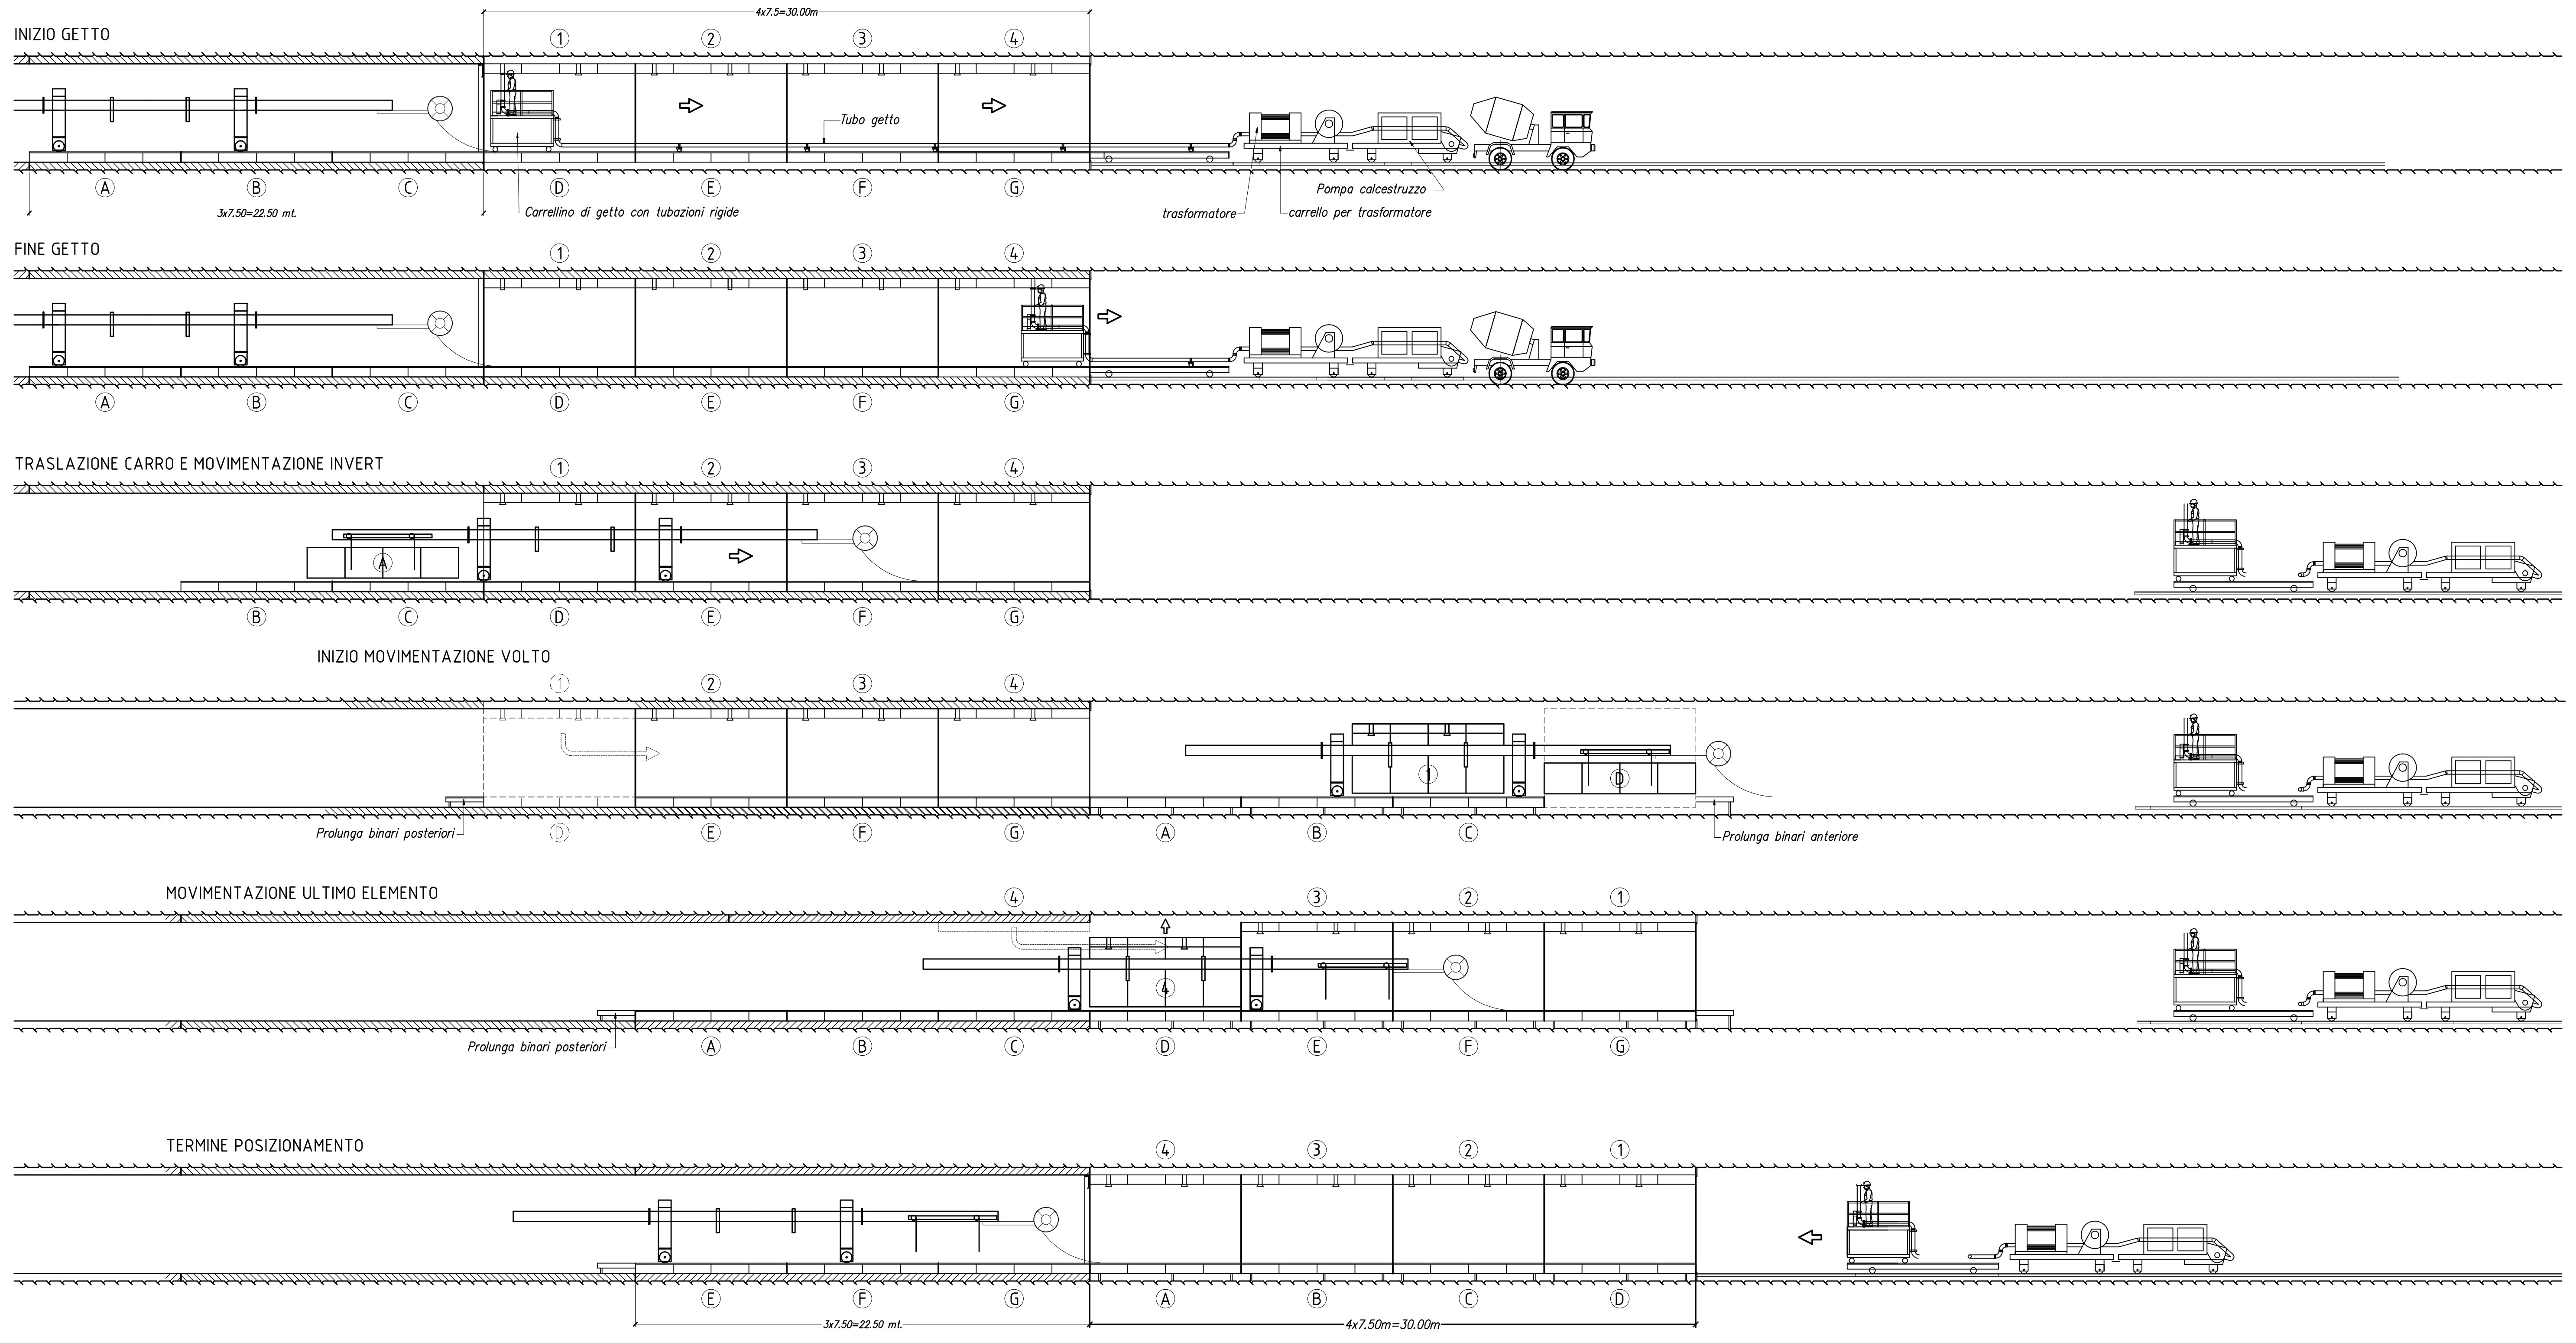 4x7.5=30.00m
INIZIO GETTO
1 2 3 4
Tubo getto
A B C D E F G
Pompa calcestruzzo
3x7.50=22.50 mt.
Carrellino di getto con tubazioni rigide
trasformatore
carrello per trasformatore
FINE GETTO
1 2 3 4
A B C D E F G
TRASLAZIONE CARRO E MOVIMENTAZIONE INVERT
1 2 3 4
A
B C D E F G
INIZIO MOVIMENTAZIONE VOLTO
1 2 3 4
1 D
Prolunga binari posteriori
D E F G A B C
Prolunga binari anteriore
MOVIMENTAZIONE ULTIMO ELEMENTO
4 3 2 1
4
Prolunga binari posteriori
A B C D E F G
TERMINE POSIZIONAMENTO
4 3 2 1
E F G A B C D
3x7.50=22.50 mt.
4x7.50m=30.00m